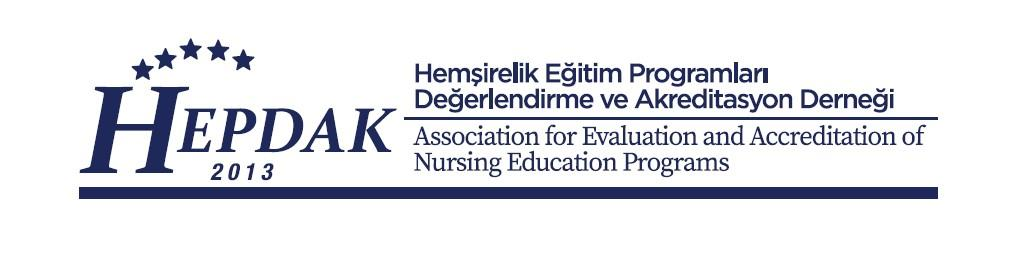 HEPDAK
2013
Hemşirelik Eğitim Programları
Değerlendirme ve Akreditasyon Derneği
Association for Evaluation and Accreditation of
Nursing Education Programs